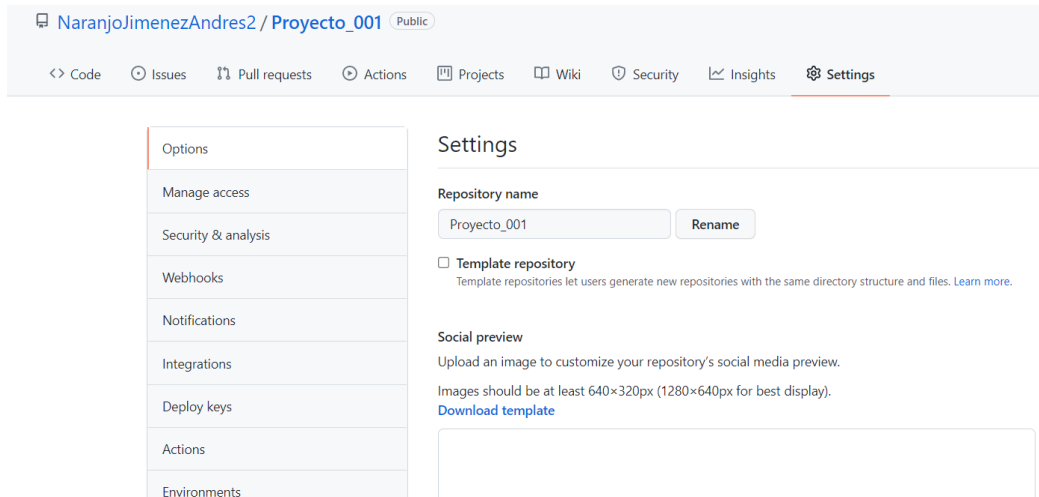 NaranjoJimenezAndres2 / Proyecto_001 Public
<> Code Issues Pull requests Actions Projects Wiki Security Insights Settings
Options
Manage access
Security & analysis
Webhooks
Notifications
Integrations
Deploy keys
Actions
Environments
Settings
Repository name
Proyecto_001 Rename
Template repository
Template repositories let users generate new repositories with the same directory structure and files. Learn more.
Social preview
Upload an image to customize your repository's social media preview.
Images should be at least 640×320px (1280×640px for best display).
Download template